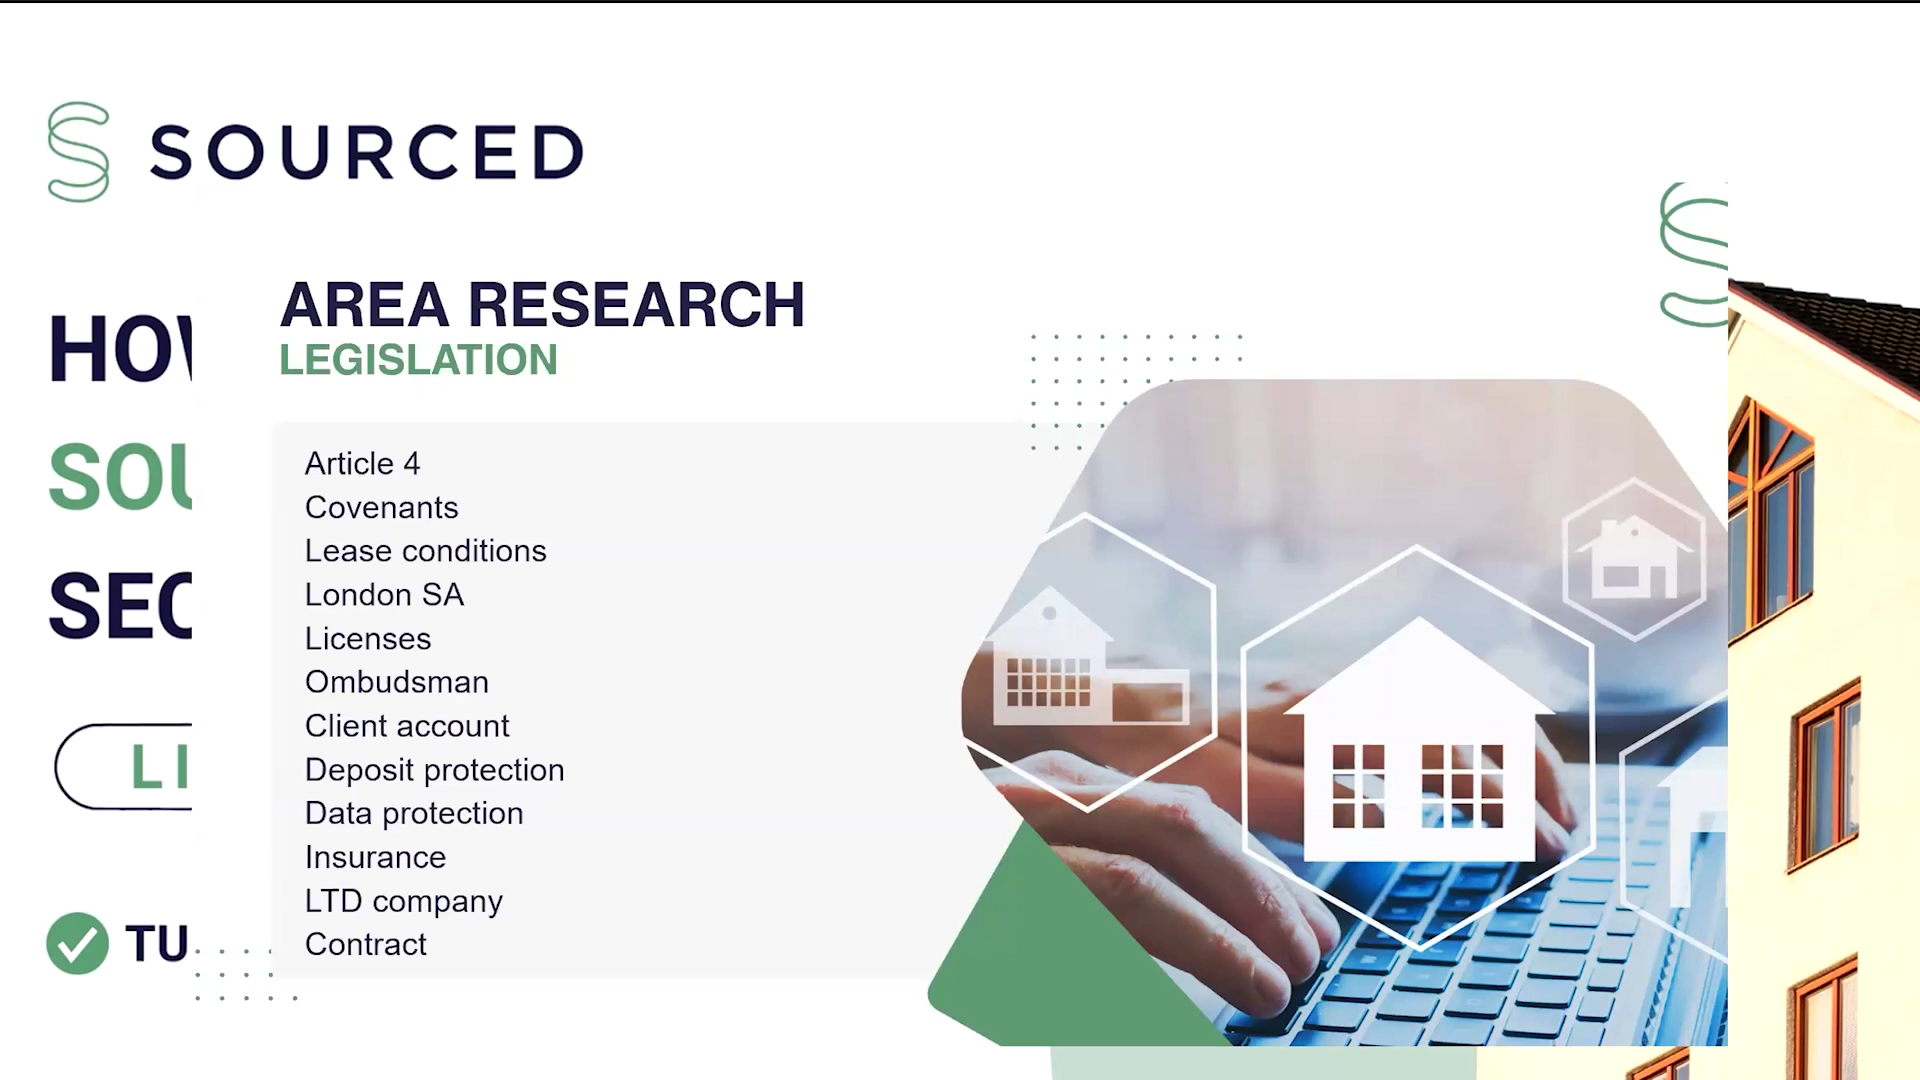 SOURCED
AREA RESEARCH
LEGISLATION
Article 4
Covenants
Lease conditions
London SA
Licenses
Ombudsman
Client account
Deposit protection
Data protection
Insurance
LTD company
Contract